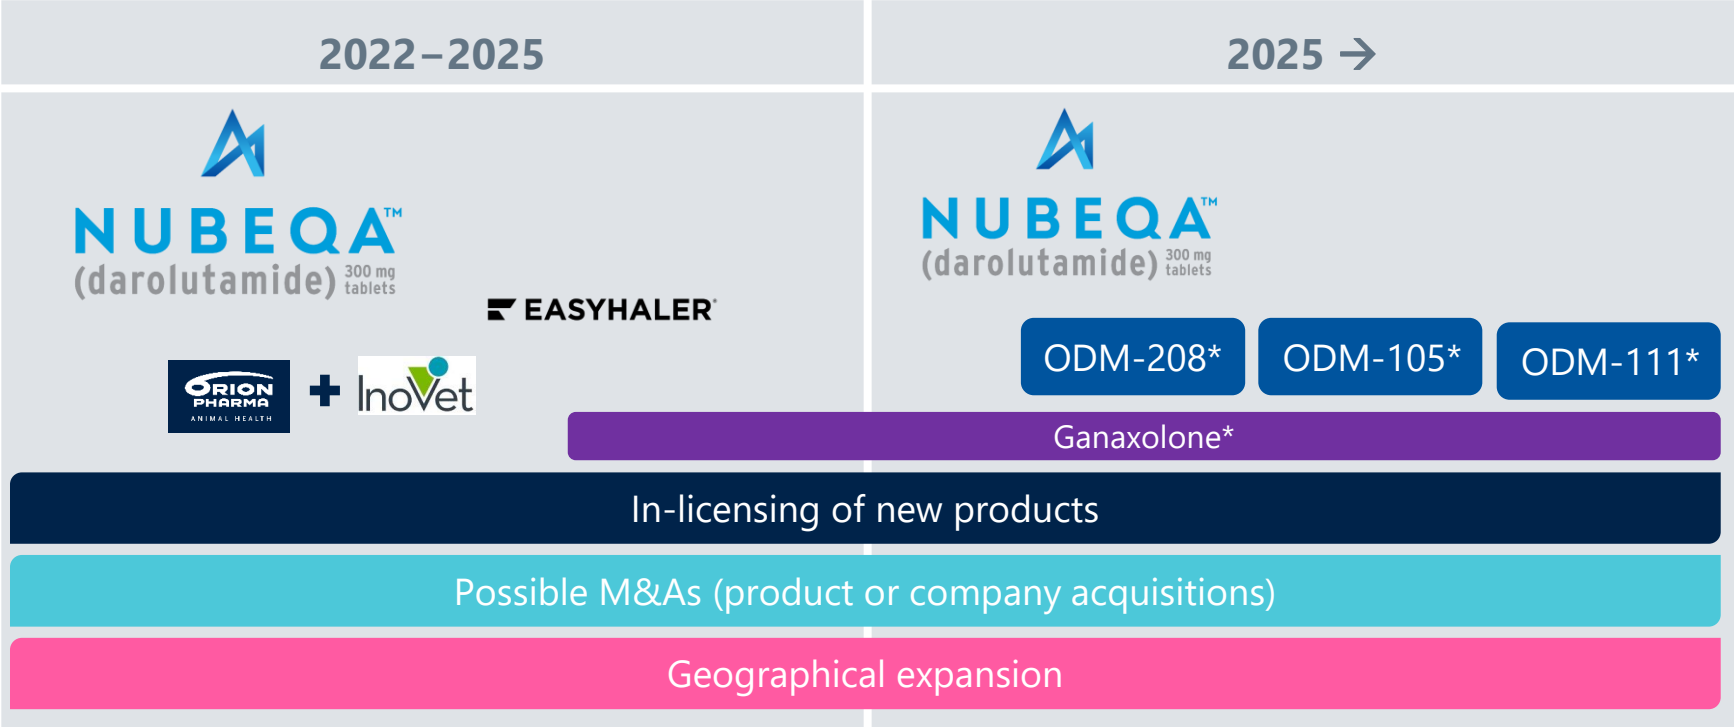 2022–2025
2025 →
NUBEQA™
(darolutamide) 300 mg tablets
EASYHALER®
ORION
PHARMA
ANIMAL HEALTH
+
InoVet
NUBEQA™
(darolutamide) 300 mg tablets
ODM-208*
ODM-105*
ODM-111*
Ganaxolone*
In-licensing of new products
Possible M&As (product or company acquisitions)
Geographical expansion